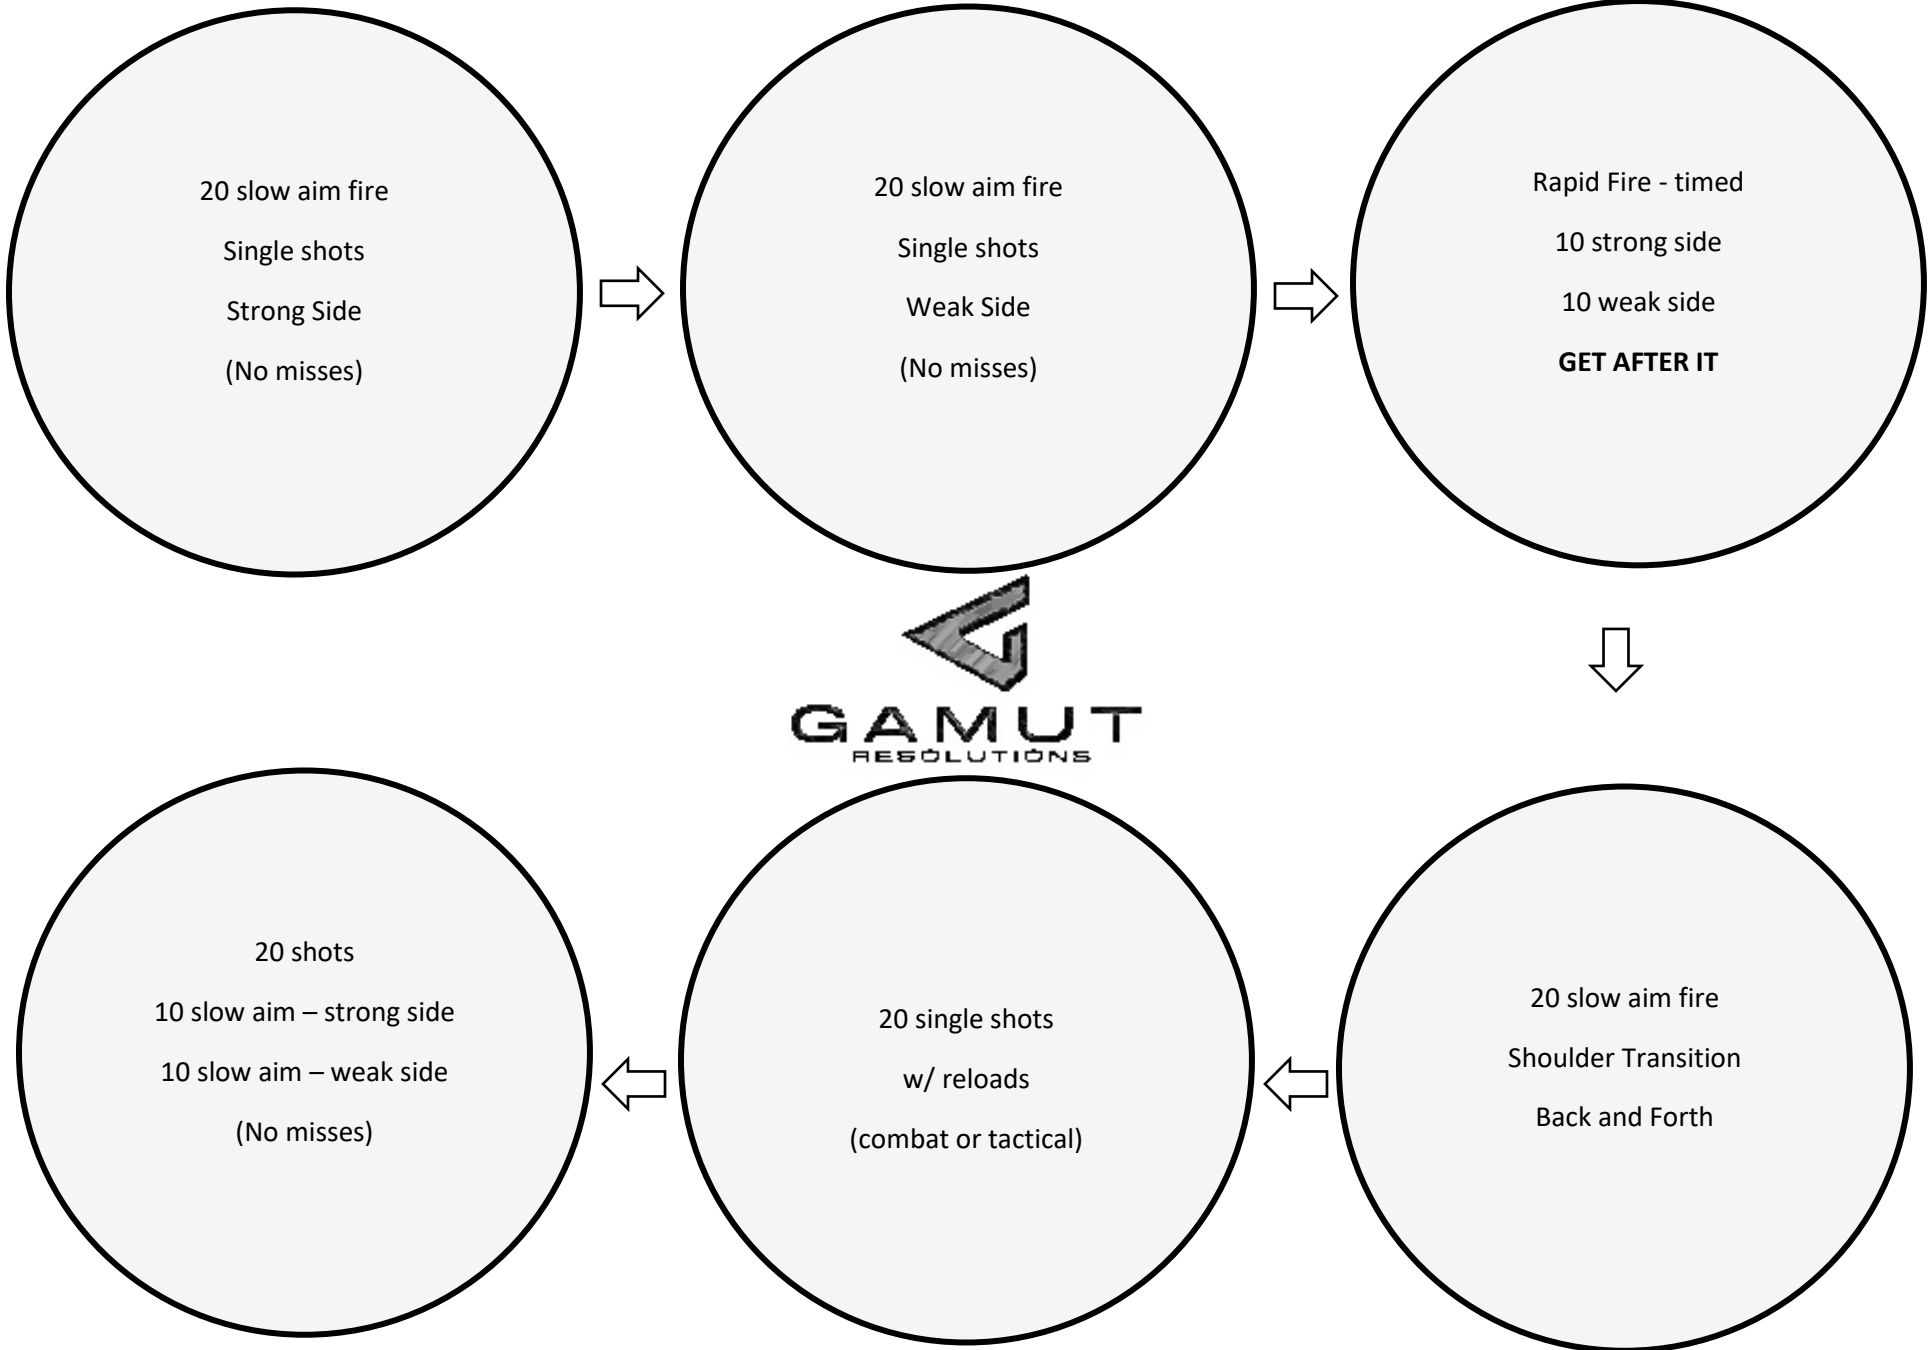 20 slow aim fire
Single shots
Strong Side
(No misses)
20 slow aim fire
Single shots
Weak Side
(No misses)
Rapid Fire - timed
10 strong side
10 weak side
GET AFTER IT
GAMUT
RESOLUTIONS
20 slow aim fire
Shoulder Transition
Back and Forth
20 single shots
w/ reloads
(combat or tactical)
20 shots
10 slow aim – strong side
10 slow aim – weak side
(No misses)